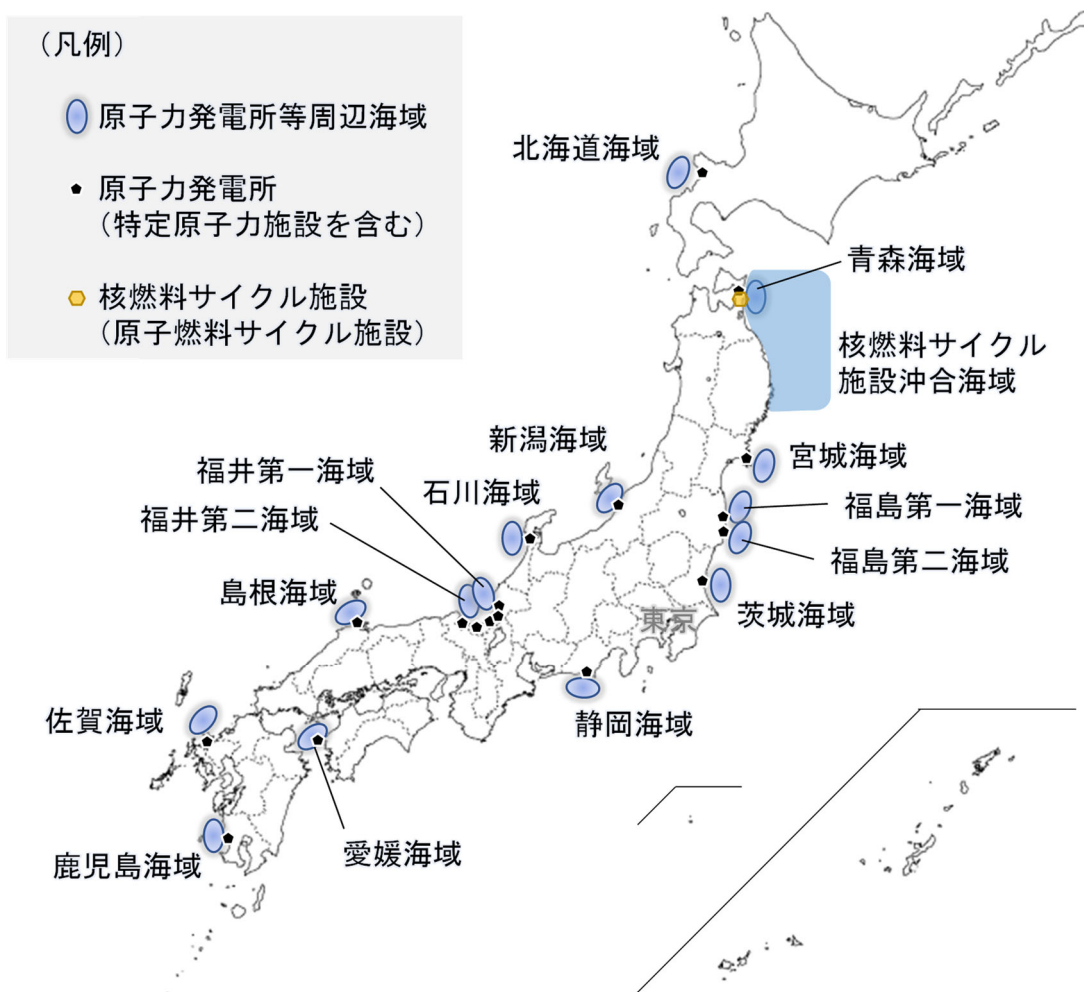 （凡例）
原子力発電所等周辺海域
原子力発電所
（特定原子力施設を含む）
核燃料サイクル施設
（原子燃料サイクル施設）
北海道海域
青森海域
核燃料サイクル
施設沖合海域
新潟海域
宮城海域
福井第一海域
石川海域
福島第一海域
福井第二海域
福島第二海域
島根海域
東京
茨城海域
佐賀海域
静岡海域
愛媛海域
鹿児島海域